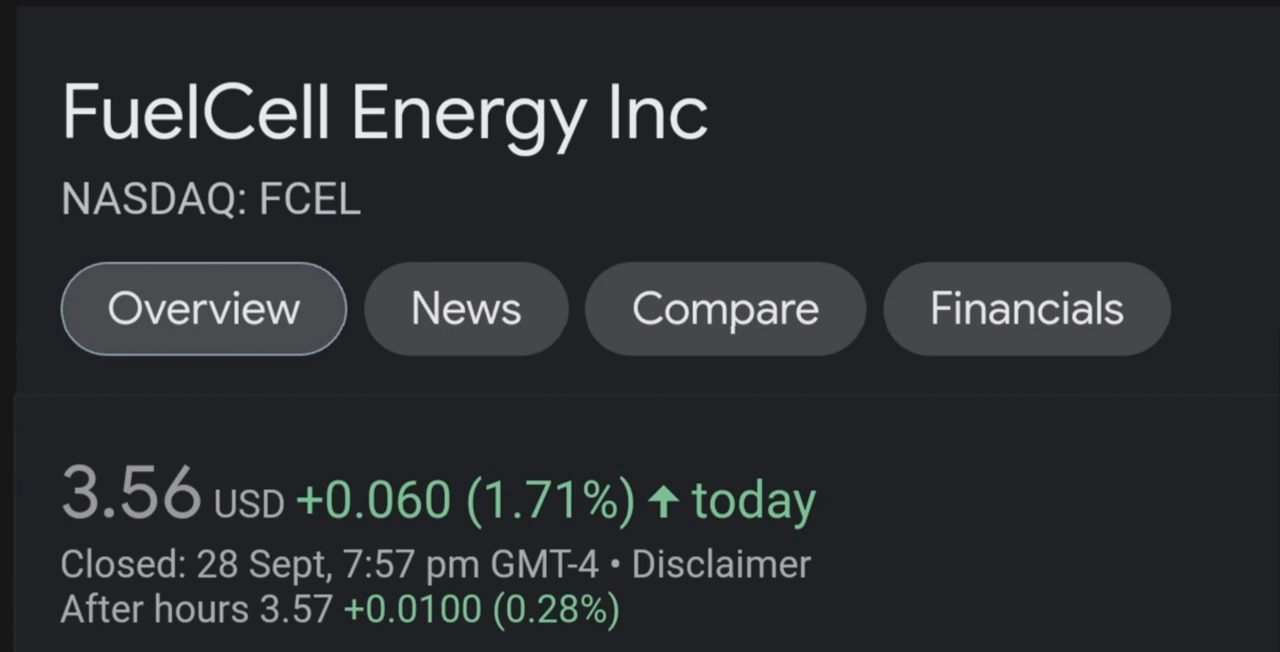 FuelCell Energy Inc
NASDAQ: FCEL
Overview News Compare Financials
3.56 USD +0.060 (1.71%) ↑ today
Closed: 28 Sept, 7:57 pm GMT-4 • Disclaimer
After hours 3.57 +0.0100 (0.28%)